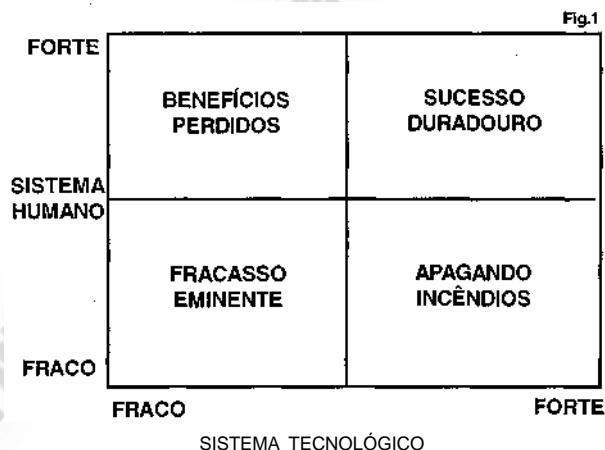 Fig.1
FORTE
BENEFÍCIOS
PERDIDOS
SUCESSO
DURADOURO
SISTEMA
HUMANO
FRACASSO
EMINENTE
APAGANDO
INCÊNDIOS
FRACO
FRACO
FORTE
SISTEMA TECNOLÓGICO